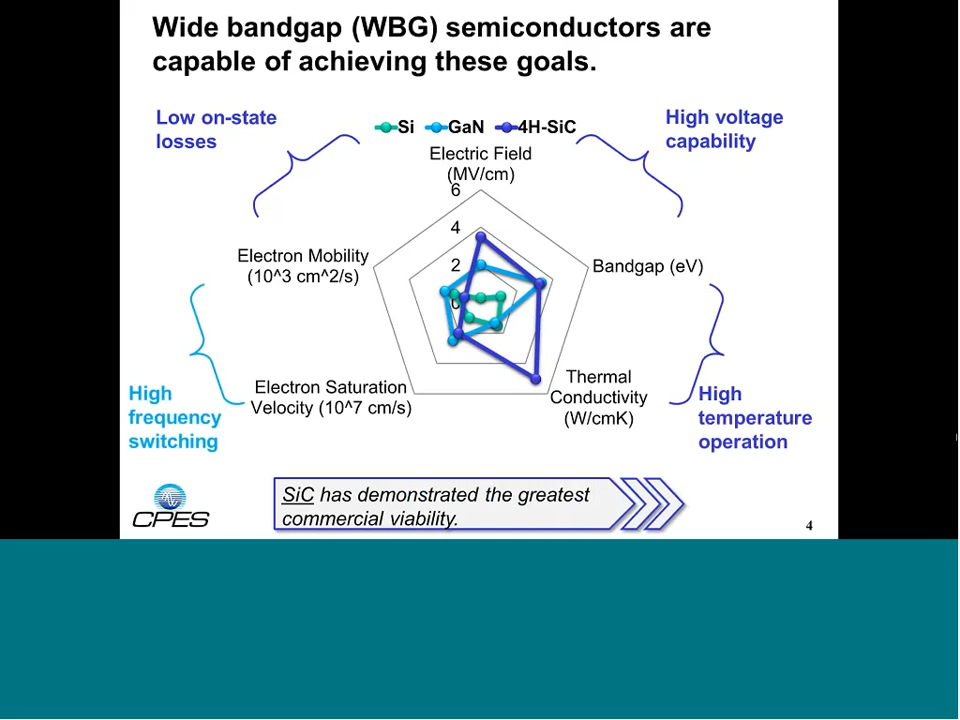 Wide bandgap (WBG) semiconductors are
capable of achieving these goals.
Low on-state
losses
High voltage
capability
Si GaN 4H-SiC
Electric Field
(MV/cm)
6
4
2
0
Electron Mobility
(10^3 cm^2/s)
Bandgap (eV)
Electron Saturation
Velocity (10^7 cm/s)
Thermal
Conductivity
(W/cmK)
High
frequency
switching
High
temperature
operation
SiC has demonstrated the greatest
commercial viability.
CPES
4